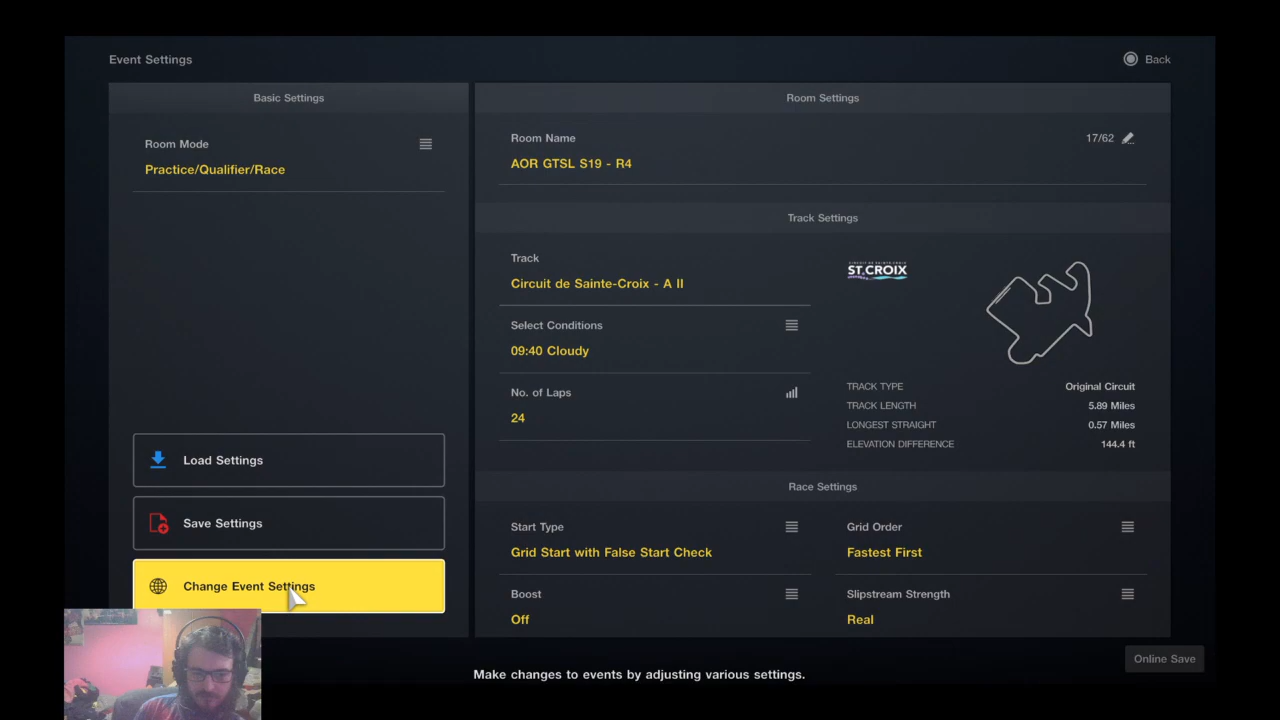 Event Settings
Back
Basic Settings
Room Mode
Practice/Qualifier/Race
Load Settings
Save Settings
Change Event Settings
Room Settings
Room Name
17/62
AOR GTSL S19 - R4
Track Settings
Track
Circuit de Sainte-Croix - A II
Select Conditions
09:40 Cloudy
No. of Laps
24
CIRCUIT DE SAINTE-CROIX
ST.CROIX
TRACK TYPE Original Circuit
TRACK LENGTH 5.89 Miles
LONGEST STRAIGHT 0.57 Miles
ELEVATION DIFFERENCE 144.4 ft
Race Settings
Start Type
Grid Start with False Start Check
Grid Order
Fastest First
Boost
Off
Slipstream Strength
Real
Online Save
Make changes to events by adjusting various settings.